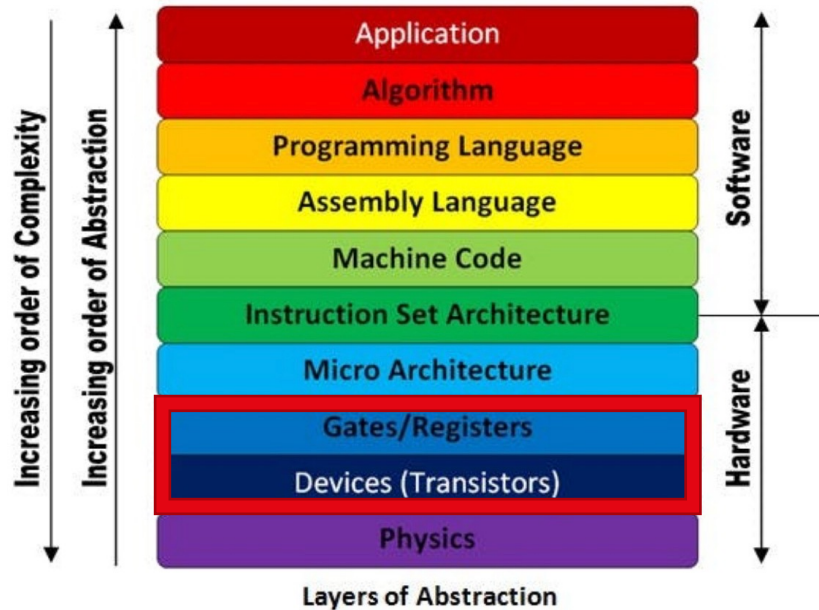 Application
Algorithm
Programming Language
Assembly Language
Machine Code
Instruction Set Architecture
Micro Architecture
Gates/Registers
Devices (Transistors)
Physics
Increasing order of Complexity
Increasing order of Abstraction
Software
Hardware
Layers of Abstraction